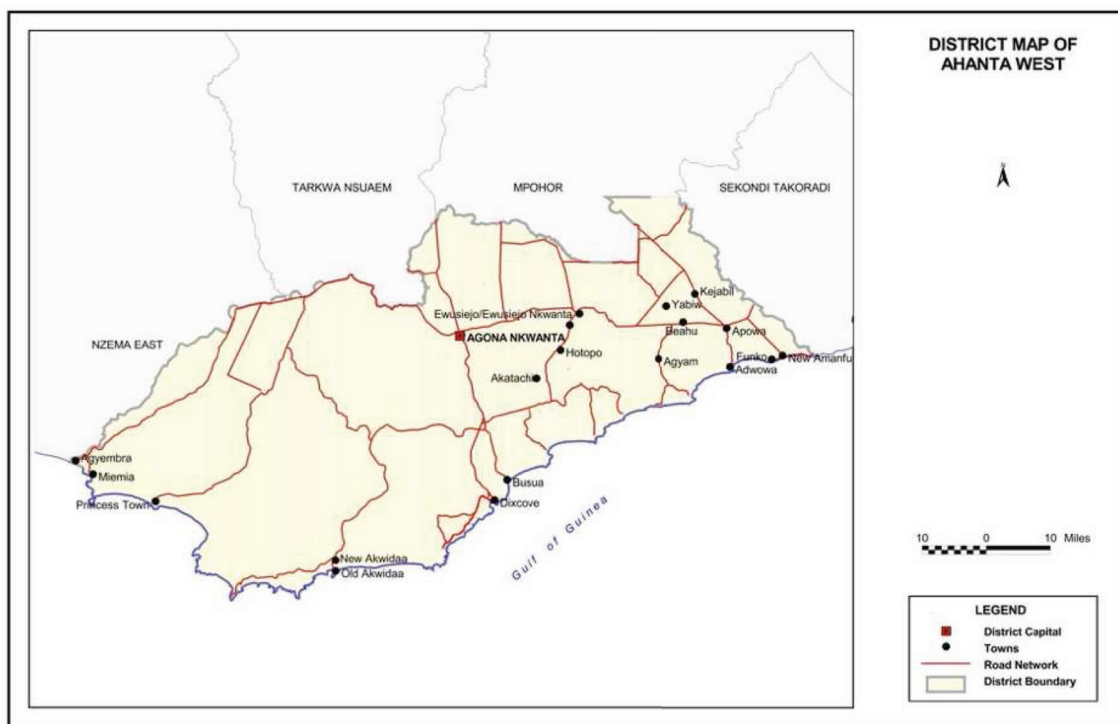 DISTRICT MAP OF
AHANTA WEST
N
TARKWA NSUAEM
MPOHOR
SEKONDI TAKORADI
NZEMA EAST
Kejabil
Yabiw
Ewusiejo/Ewusiejo Nkwanta
Beahu
Apowa
AGONA NKWANTA
Hotopo
Agyam
Funko
New Amanfu
Adwowa
Akatachi
Agyembra
Miemia
Princess Town
Busua
Dixcove
Gulf of Guinea
New Akwidaa
Old Akwidaa
10 0 10 Miles
LEGEND
District Capital
Towns
Road Network
District Boundary